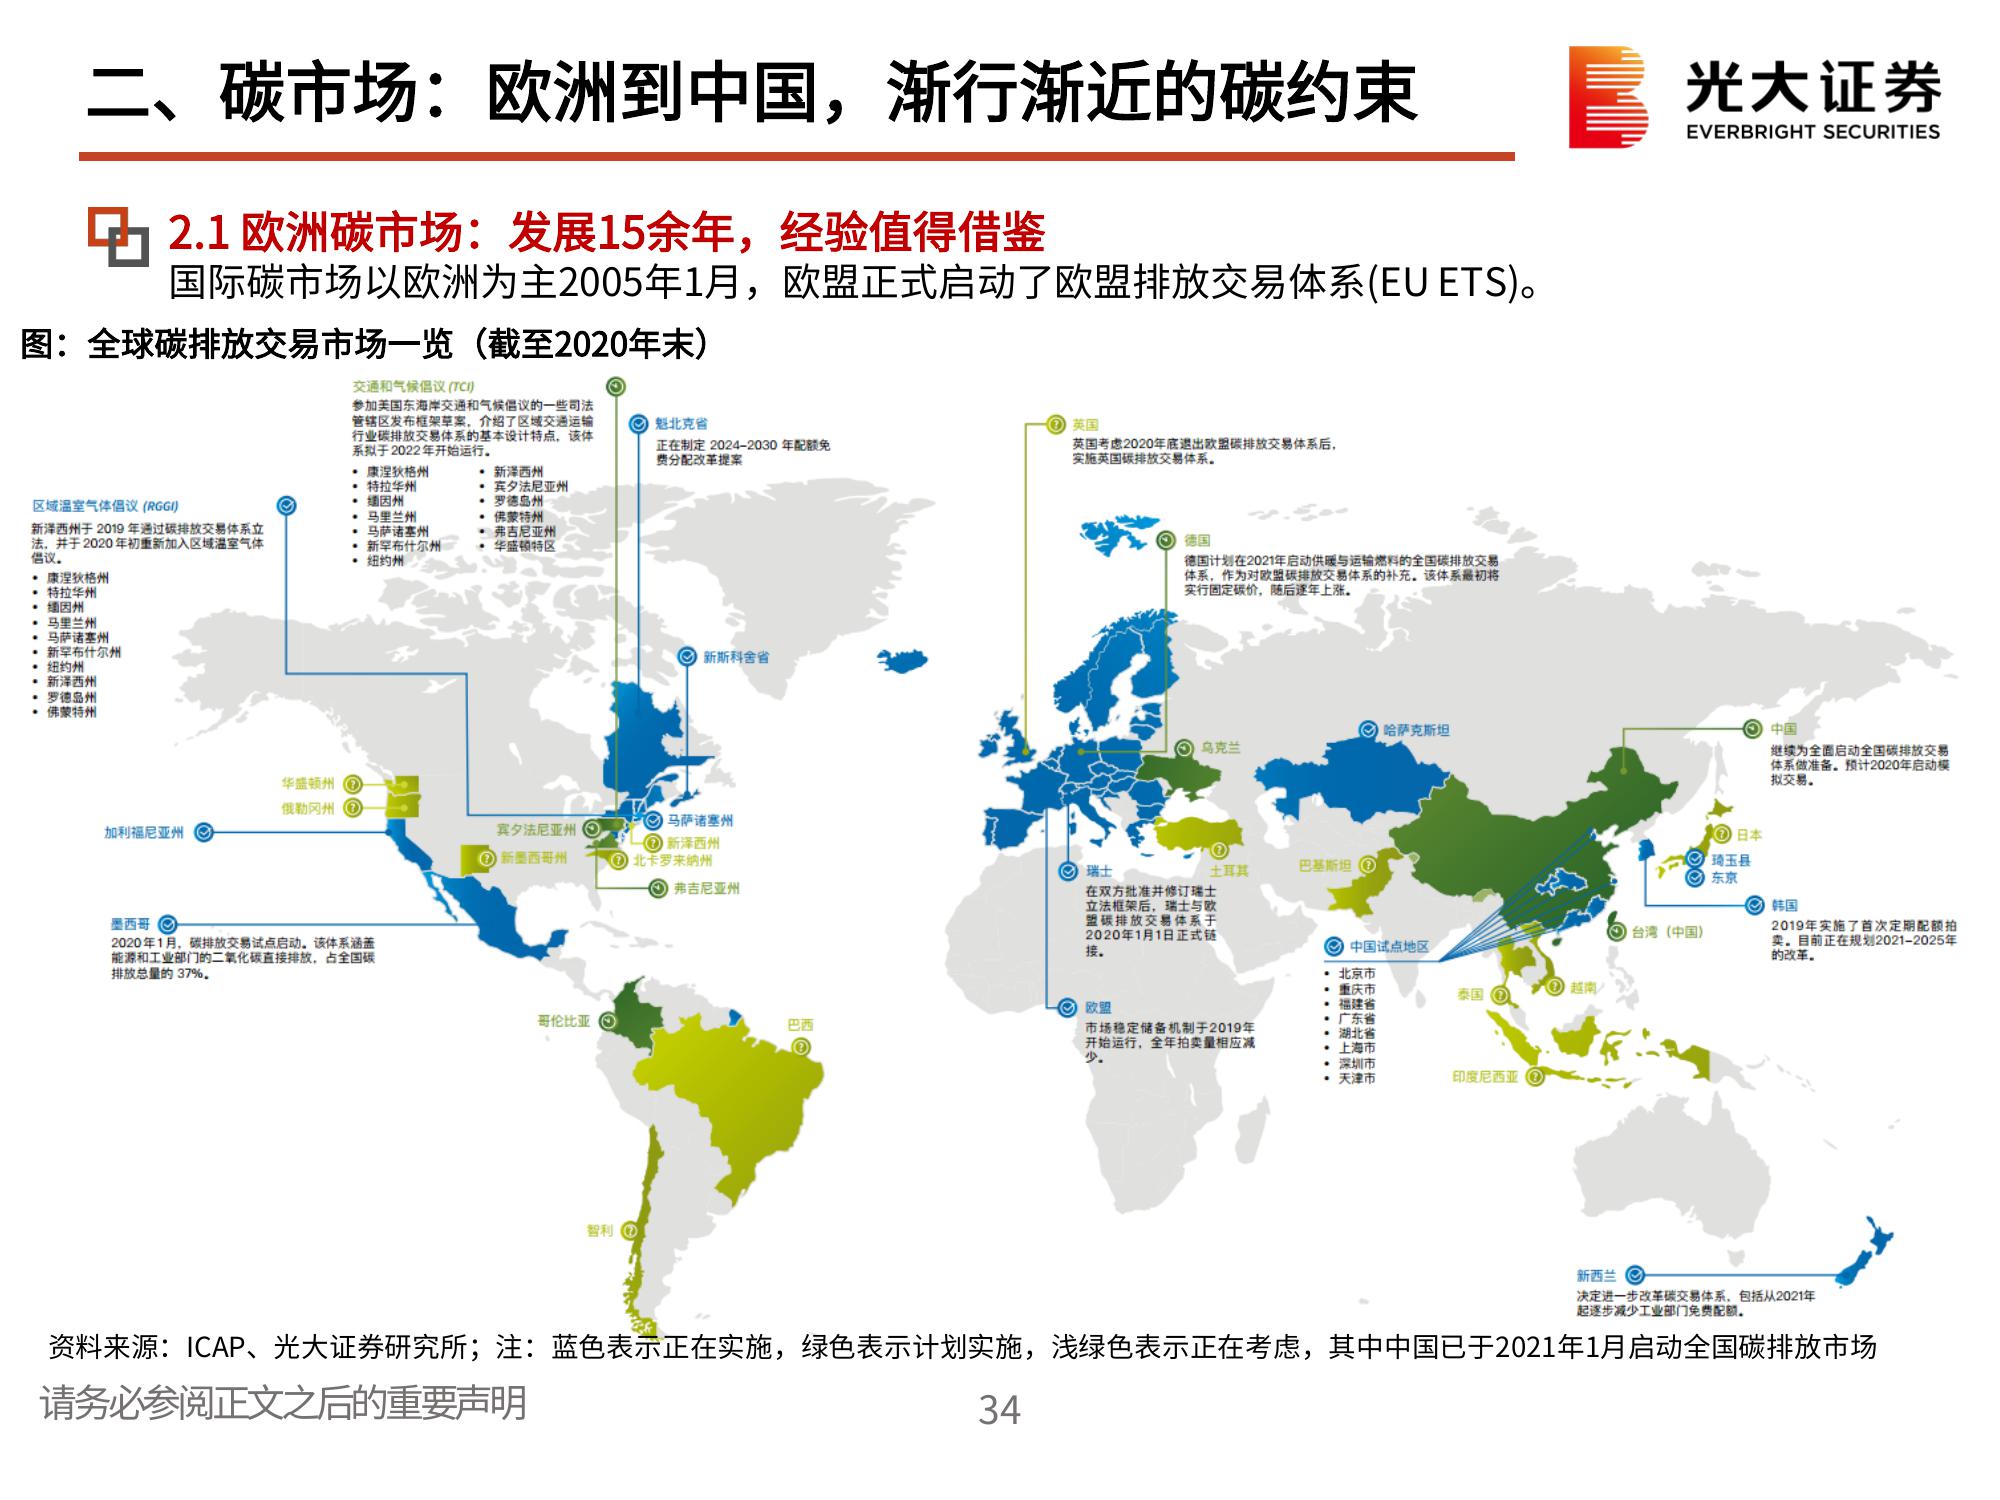 二、碳市场：欧洲到中国，渐行渐近的碳约束
光大证券
EVERBRIGHT SECURITIES
2.1 欧洲碳市场：发展15余年，经验值得借鉴
国际碳市场以欧洲为主2005年1月，欧盟正式启动了欧盟排放交易体系(EU ETS)。
图：全球碳排放交易市场一览（截至2020年末）
交通和气候倡议 (TCI)
参加美国东海岸交通和气候倡议的一些司法
管辖区发布框架草案，介绍了区域交通运输
行业碳排放交易体系的基本设计特点，该体
系拟于2022年开始运行。
• 康涅狄格州
• 特拉华州
• 缅因州
• 马里兰州
• 马萨诸塞州
• 新罕布什尔州
• 纽约州
• 新泽西州
• 宾夕法尼亚州
• 罗德岛州
• 佛蒙特州
• 弗吉尼亚州
• 华盛顿特区
魁北克省
正在制定 2024-2030 年配额免
费分配改革提案
区域温室气体倡议 (RGGI)
新泽西州于 2019 年通过碳排放交易体系立
法，并于 2020 年初重新加入区域温室气体
倡议。
• 康涅狄格州
• 特拉华州
• 缅因州
• 马里兰州
• 马萨诸塞州
• 新罕布什尔州
• 纽约州
• 新泽西州
• 罗德岛州
• 佛蒙特州
新斯科舍省
华盛顿州
俄勒冈州
加利福尼亚州
宾夕法尼亚州
新墨西哥州
马萨诸塞州
新泽西州
北卡罗来纳州
弗吉尼亚州
墨西哥
2020年1月，碳排放交易试点启动。该体系涵盖
能源和工业部门的二氧化碳直接排放，占全国碳
排放总量的 37%。
哥伦比亚
巴西
智利
英国
英国考虑2020年底退出欧盟碳排放交易体系后，
实施英国碳排放交易体系。
德国
德国计划在2021年启动供暖与运输燃料的全国碳排放交易
体系，作为对欧盟碳排放交易体系的补充。该体系最初将
实行固定碳价，随后逐年上涨。
乌克兰
哈萨克斯坦
土耳其
巴基斯坦
瑞士
在双方批准并修订瑞士
立法框架后，瑞士与欧
盟碳排放交易体系于
2020年1月1日正式链
接。
欧盟
市场稳定储备机制于2019年
开始运行，全年拍卖量相应减
少。
中国
继续为全面启动全国碳排放交易
体系做准备。预计2020年启动模
拟交易。
日本
琦玉县
东京
韩国
2019年实施了首次定期配额拍
卖。目前正在规划2021-2025年
的改革。
台湾（中国）
中国试点地区
• 北京市
• 重庆市
• 福建省
• 广东省
• 湖北省
• 上海市
• 深圳市
• 天津市
泰国
越南
印度尼西亚
新西兰
决定进一步改革碳交易体系，包括从2021年
起逐步减少工业部门免费配额。
资料来源：ICAP、光大证券研究所；注：蓝色表示正在实施，绿色表示计划实施，浅绿色表示正在考虑，其中中国已于2021年1月启动全国碳排放市场
请务必参阅正文之后的重要声明
34